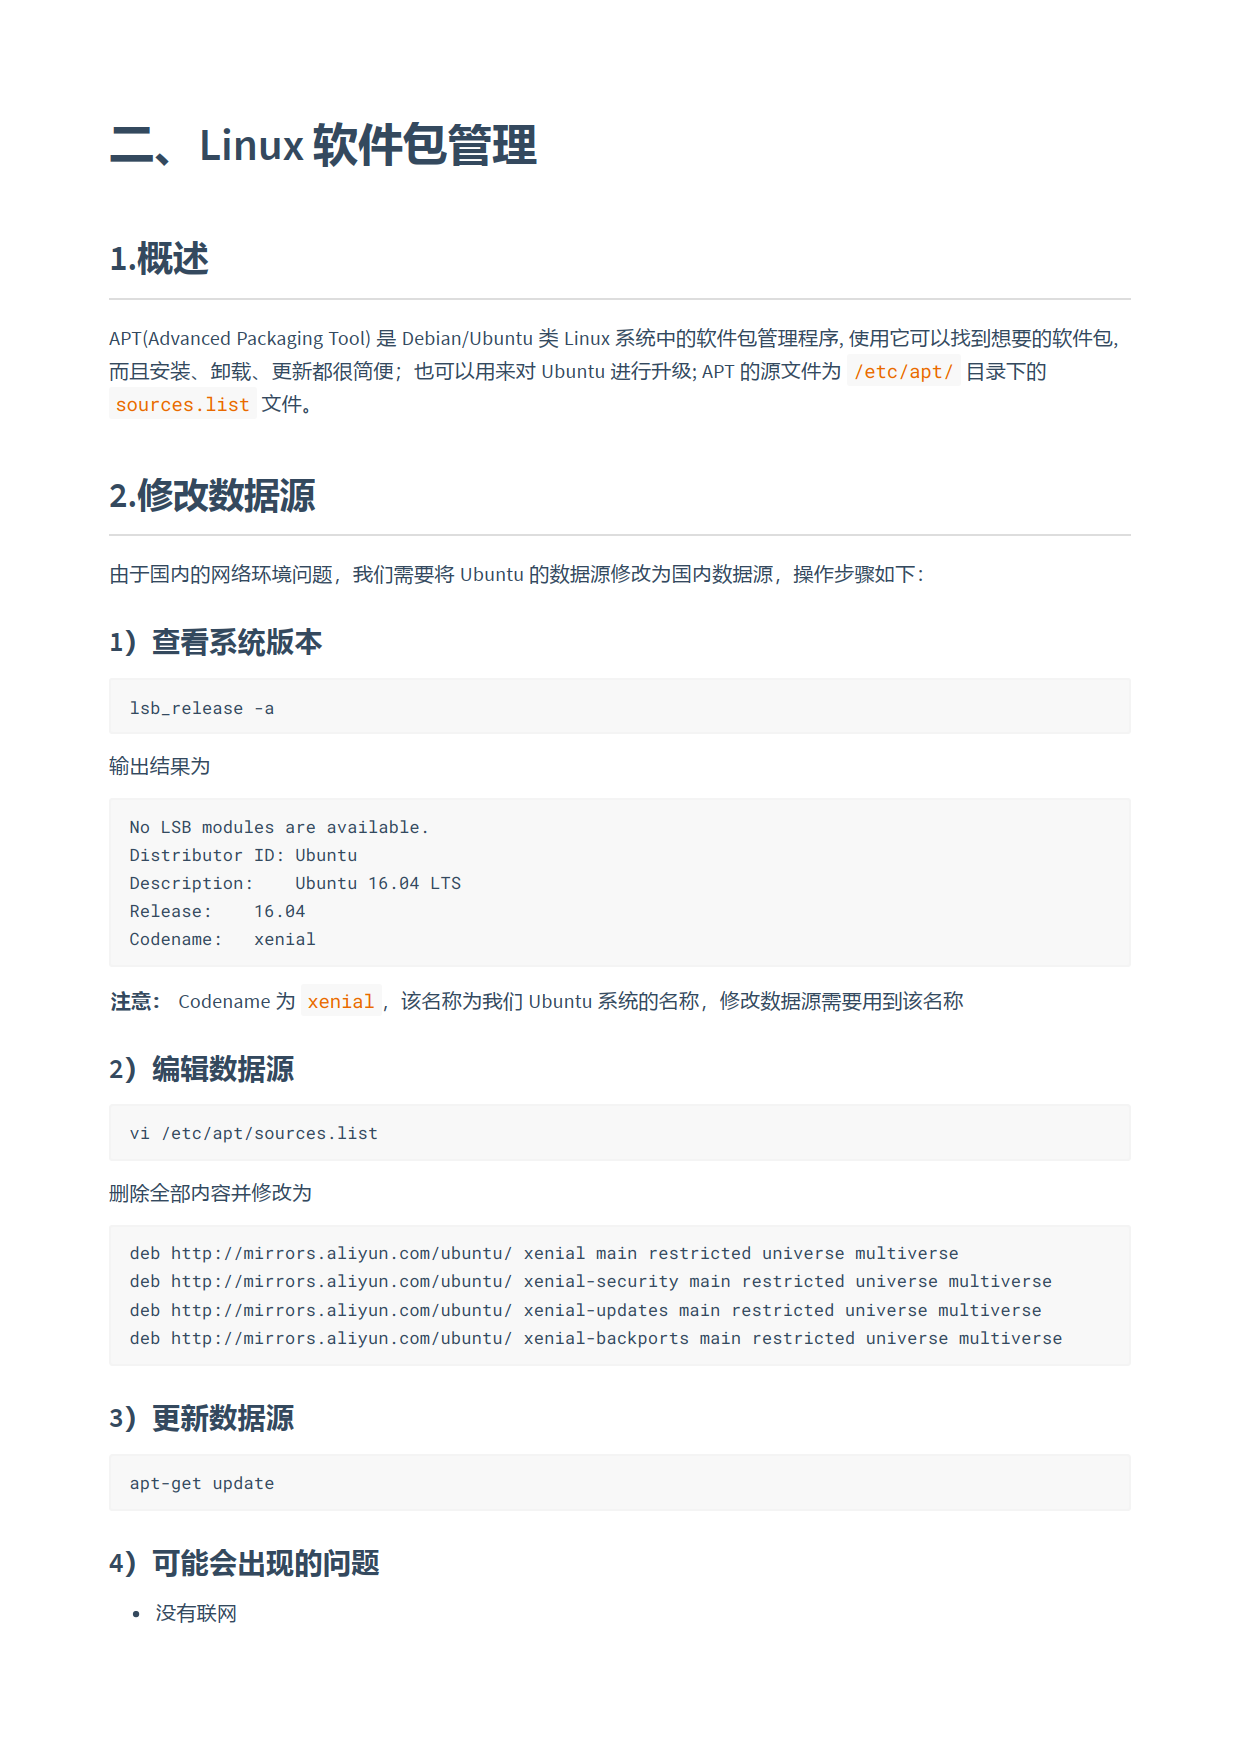 二、Linux 软件包管理
1.概述
APT(Advanced Packaging Tool) 是 Debian/Ubuntu 类 Linux 系统中的软件包管理程序, 使用它可以找到想要的软件包,
而且安装、卸载、更新都很简便；也可以用来对 Ubuntu 进行升级; APT 的源文件为 /etc/apt/ 目录下的
sources.list 文件。
2.修改数据源
由于国内的网络环境问题，我们需要将 Ubuntu 的数据源修改为国内数据源，操作步骤如下：
1）查看系统版本
lsb_release -a
输出结果为
No LSB modules are available.
Distributor ID: Ubuntu
Description:    Ubuntu 16.04 LTS
Release:    16.04
Codename:   xenial
注意： Codename 为 xenial，该名称为我们 Ubuntu 系统的名称，修改数据源需要用到该名称
2）编辑数据源
vi /etc/apt/sources.list
删除全部内容并修改为
deb http://mirrors.aliyun.com/ubuntu/ xenial main restricted universe multiverse
deb http://mirrors.aliyun.com/ubuntu/ xenial-security main restricted universe multiverse
deb http://mirrors.aliyun.com/ubuntu/ xenial-updates main restricted universe multiverse
deb http://mirrors.aliyun.com/ubuntu/ xenial-backports main restricted universe multiverse
3）更新数据源
apt-get update
4）可能会出现的问题
• 没有联网